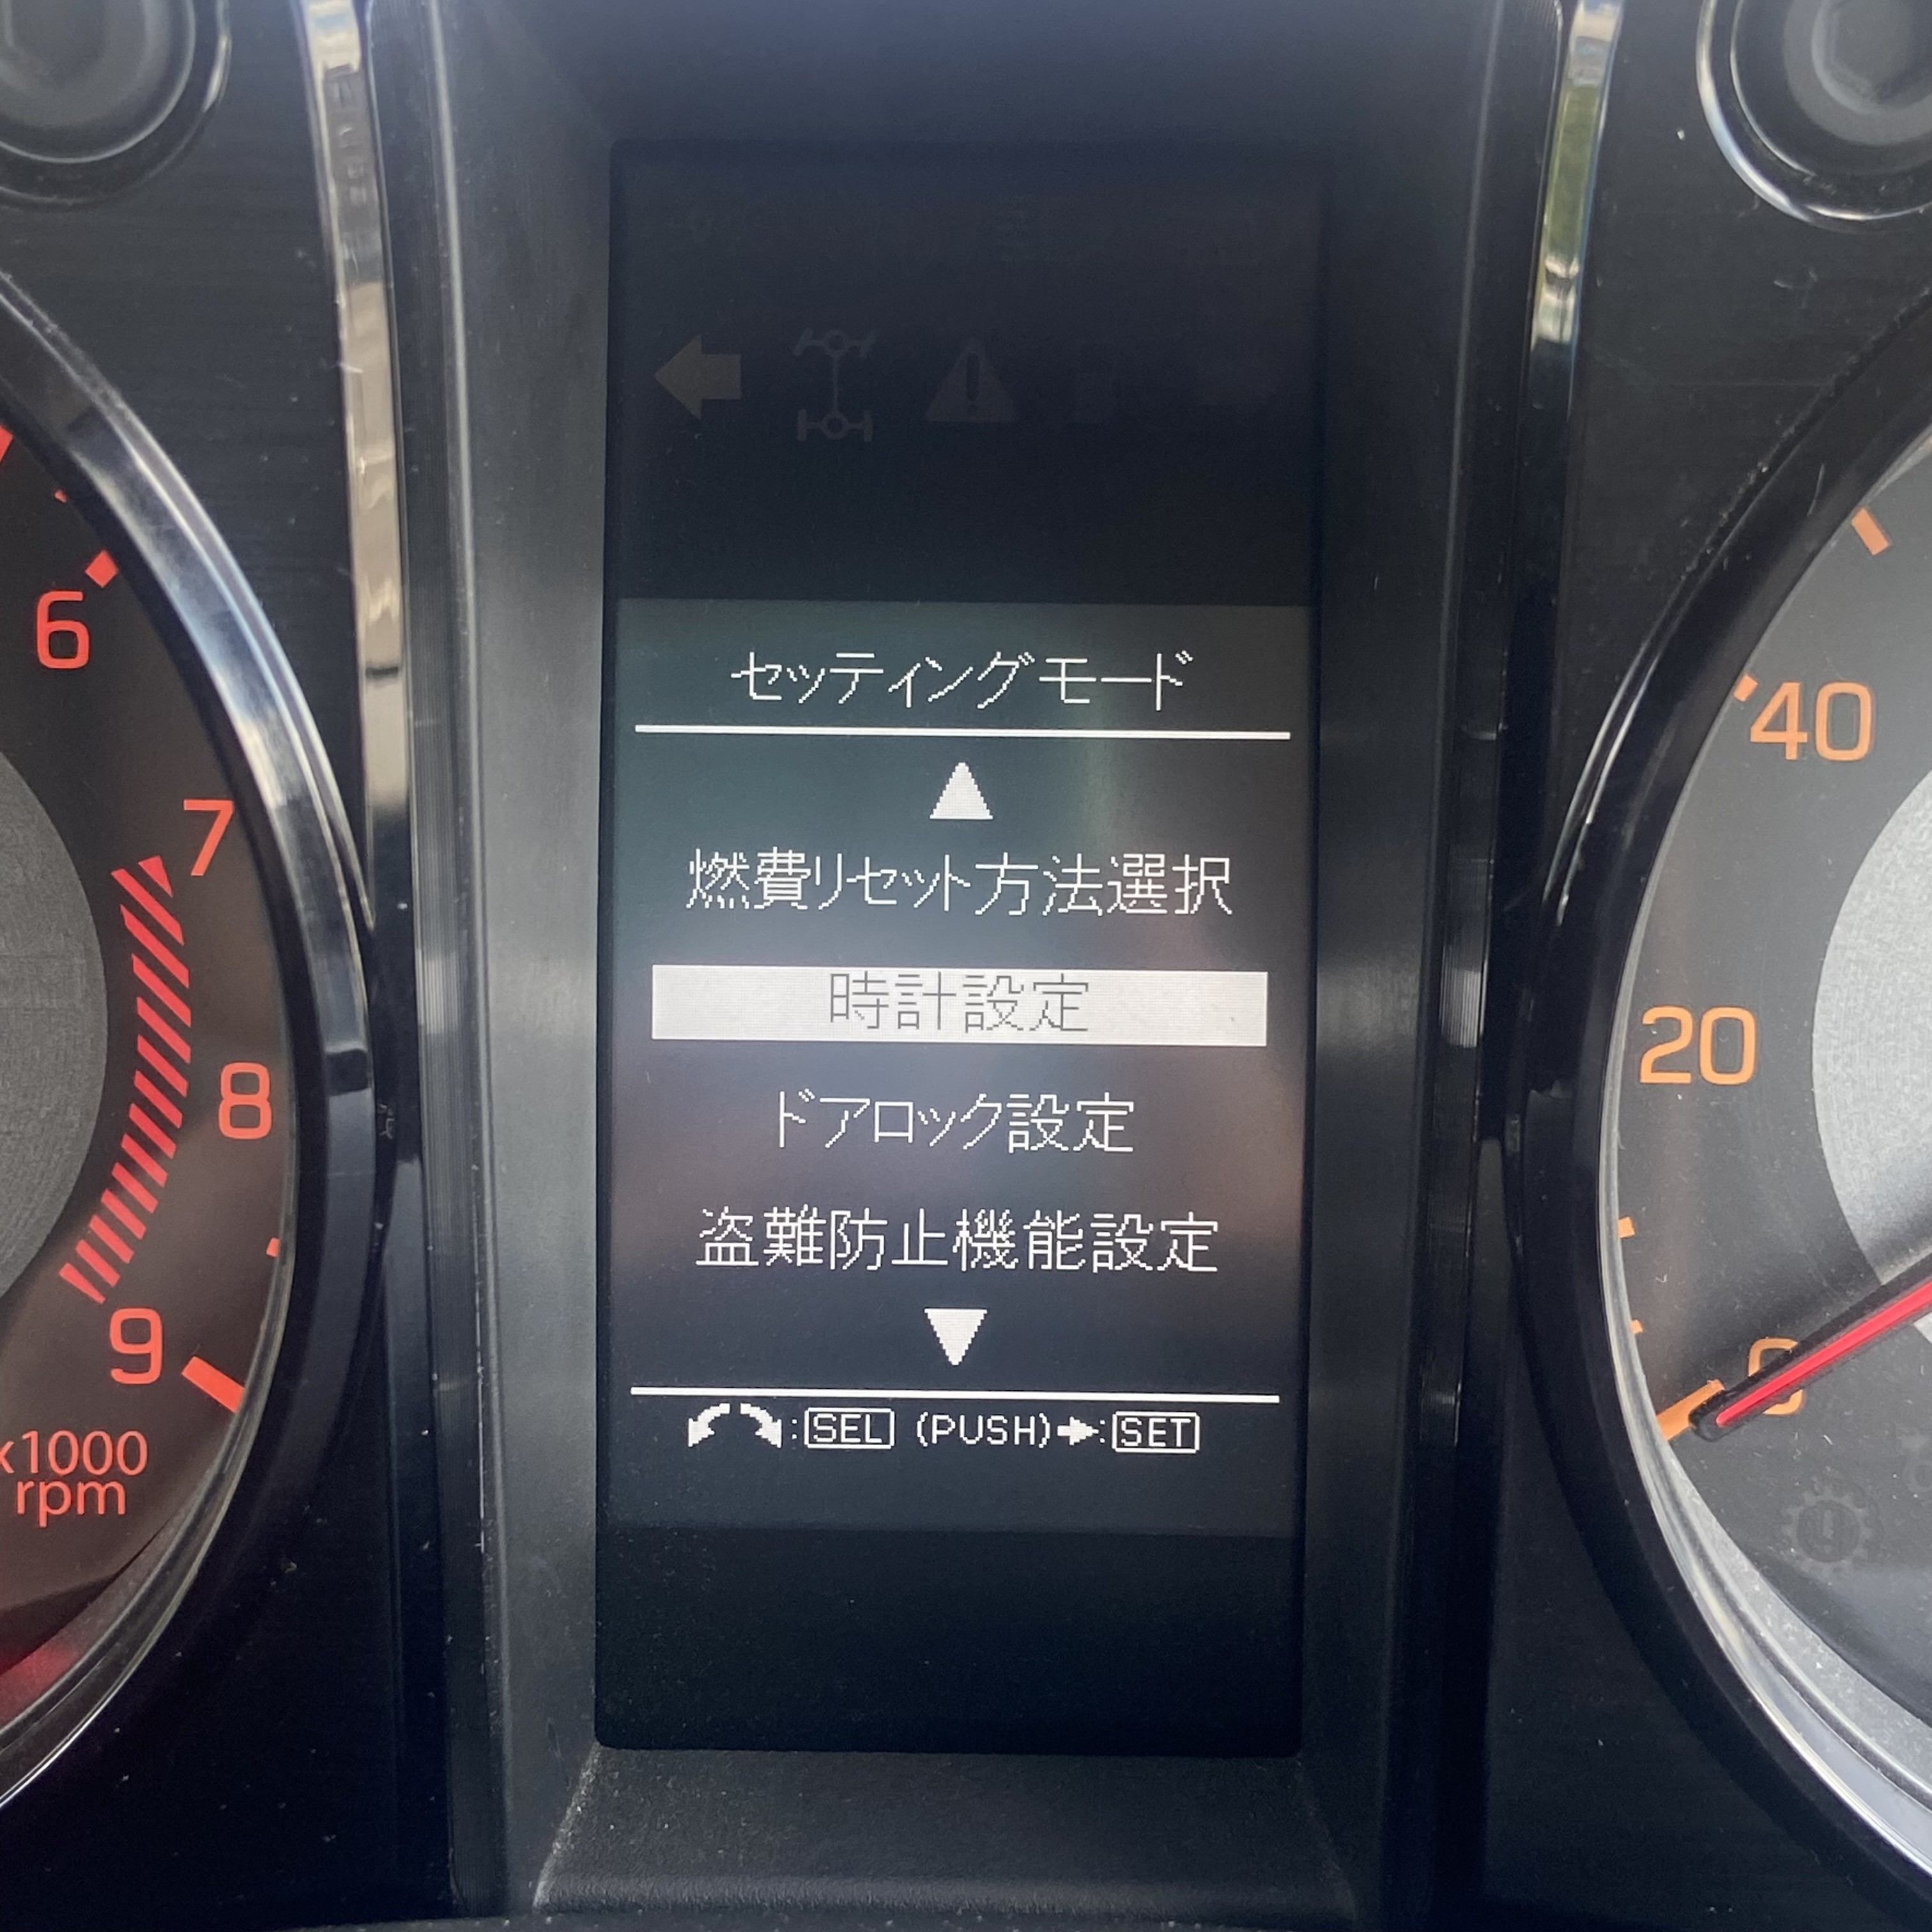 セッティングモード
▲
燃費リセット方法選択
時計設定
ドアロック設定
盗難防止機能設定
▼
:SEL (PUSH)➡:SET
6
7
8
9
x1000
rpm
40
20
0